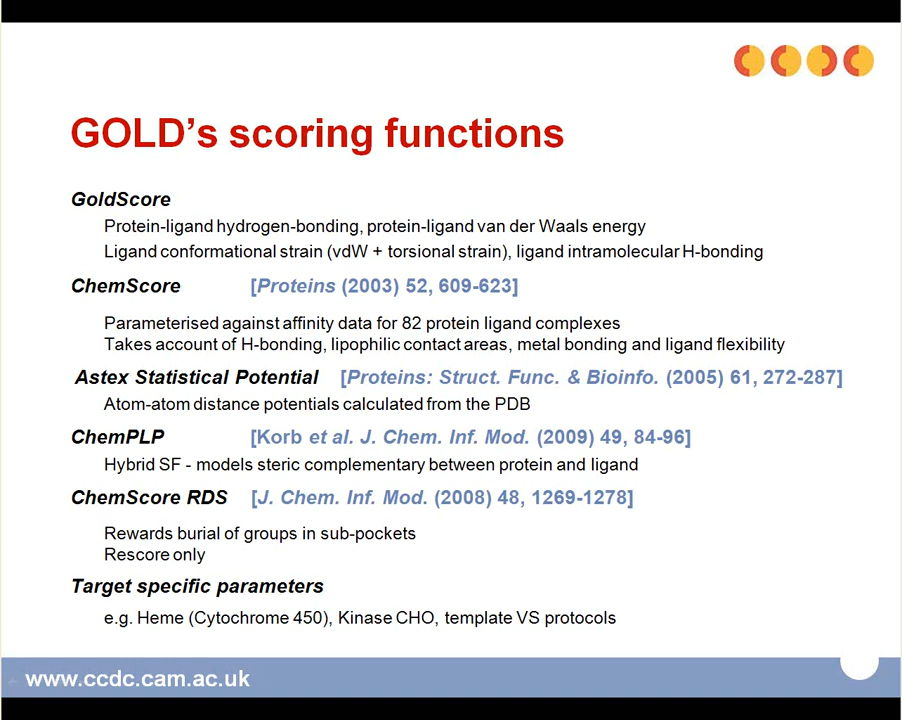 GOLD's scoring functions
GoldScore
Protein-ligand hydrogen-bonding, protein-ligand van der Waals energy
Ligand conformational strain (vdW + torsional strain), ligand intramolecular H-bonding
ChemScore [Proteins (2003) 52, 609-623]
Parameterised against affinity data for 82 protein ligand complexes
Takes account of H-bonding, lipophilic contact areas, metal bonding and ligand flexibility
Astex Statistical Potential [Proteins: Struct. Func. & Bioinfo. (2005) 61, 272-287]
Atom-atom distance potentials calculated from the PDB
ChemPLP [Korb et al. J. Chem. Inf. Mod. (2009) 49, 84-96]
Hybrid SF - models steric complementary between protein and ligand
ChemScore RDS [J. Chem. Inf. Mod. (2008) 48, 1269-1278]
Rewards burial of groups in sub-pockets
Rescore only
Target specific parameters
e.g. Heme (Cytochrome 450), Kinase CHO, template VS protocols
www.ccdc.cam.ac.uk